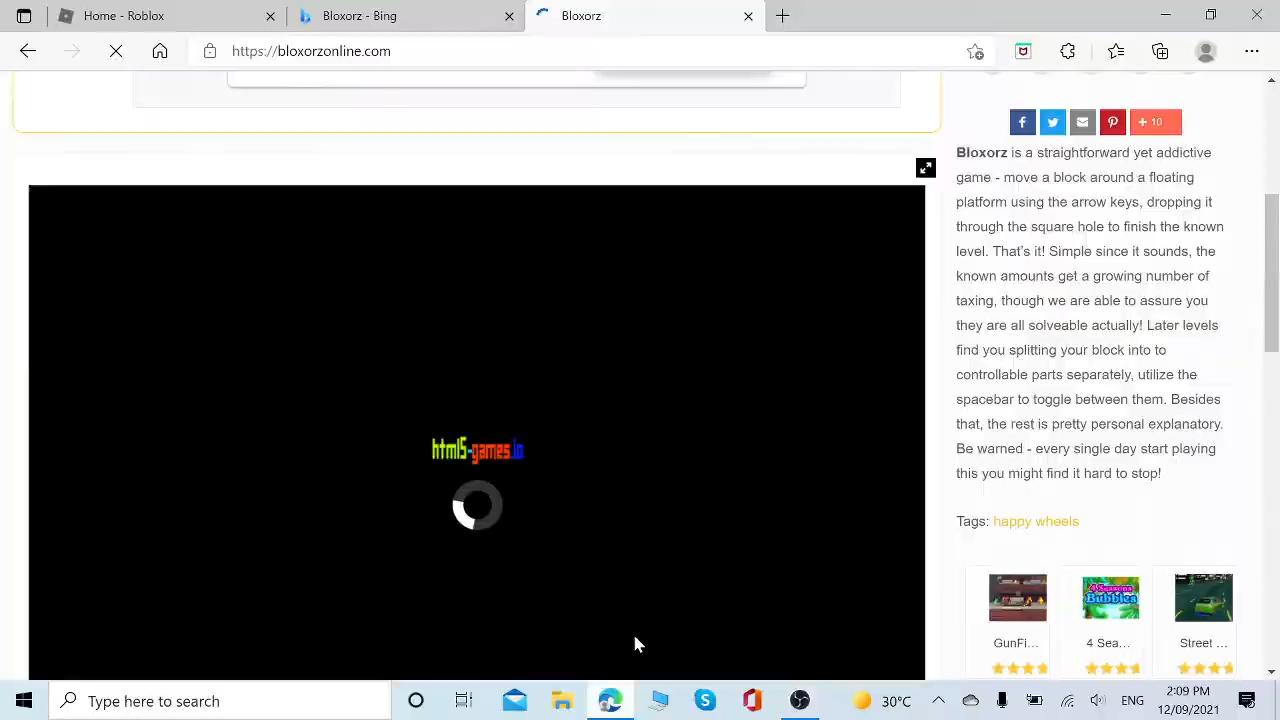 Home - Roblox
Bloxorz - Bing
Bloxorz
https://bloxorzonline.com
10
Bloxorz is a straightforward yet addictive
game - move a block around a floating
platform using the arrow keys, dropping it
through the square hole to finish the known
level. That's it! Simple since it sounds, the
known amounts get a growing number of
taxing, though we are able to assure you
they are all solveable actually! Later levels
find you splitting your block into to
controllable parts separately, utilize the
spacebar to toggle between them. Besides
that, the rest is pretty personal explanatory.
Be warned - every single day start playing
this you might find it hard to stop!
Tags: happy wheels
html5-games.io
4 Seasons
Bubbles
GunFi...
4 Sea...
Street ...
Type here to search
30°C
ENG
2:09 PM
12/09/2021